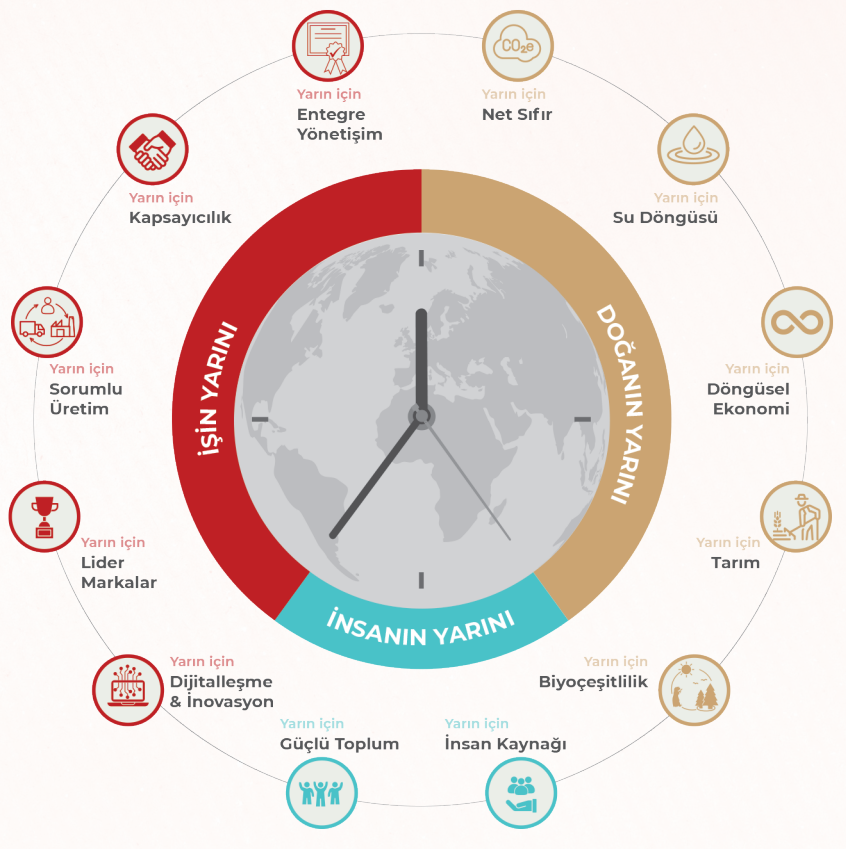 Yarın için
Entegre
Yönetişim
CO₂e
Yarın için
Net Sıfır
Yarın için
Kapsayıcılık
Yarın için
Su Döngüsü
Yarın için
Sorumlu
Üretim
Yarın için
Döngüsel
Ekonomi
Yarın için
Lider
Markalar
Yarın için
Tarım
Yarın için
Dijitalleşme
& İnovasyon
Yarın için
Biyoçeşitlilik
Yarın için
Güçlü Toplum
Yarın için
İnsan Kaynağı
İŞİN YARINI
DOĞANIN YARINI
İNSANIN YARINI